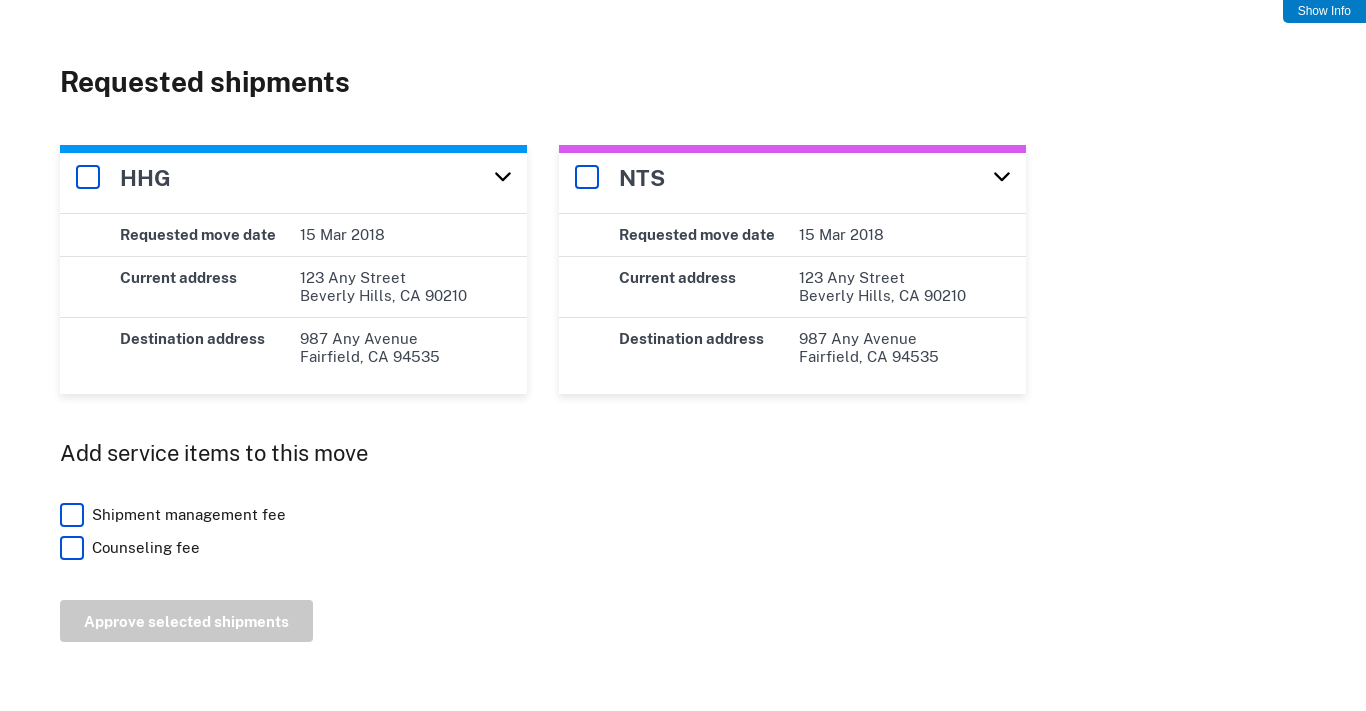 Show Info
Requested shipments
HHG
Requested move date 15 Mar 2018
Current address 123 Any Street
Beverly Hills, CA 90210
Destination address 987 Any Avenue
Fairfield, CA 94535
NTS
Requested move date 15 Mar 2018
Current address 123 Any Street
Beverly Hills, CA 90210
Destination address 987 Any Avenue
Fairfield, CA 94535
Add service items to this move
Shipment management fee
Counseling fee
Approve selected shipments